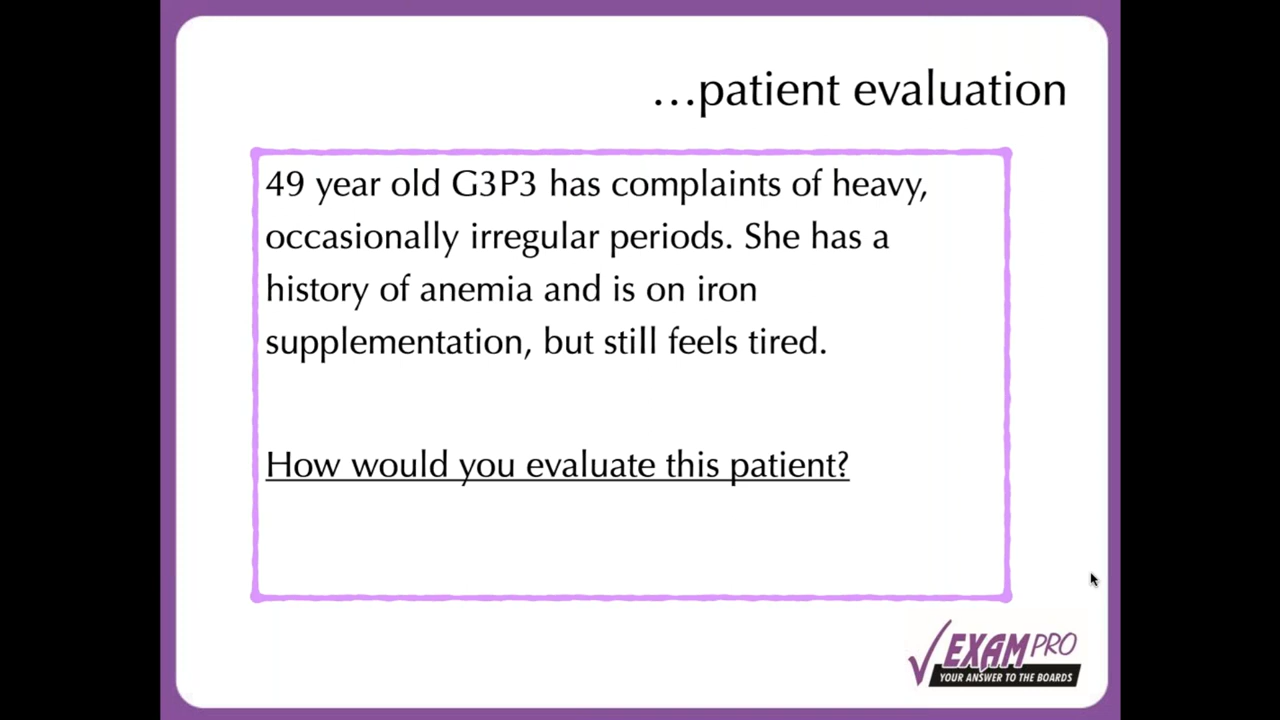 ...patient evaluation
49 year old G3P3 has complaints of heavy,
occasionally irregular periods. She has a
history of anemia and is on iron
supplementation, but still feels tired.
How would you evaluate this patient?
EXAM PRO
YOUR ANSWER TO THE BOARDS